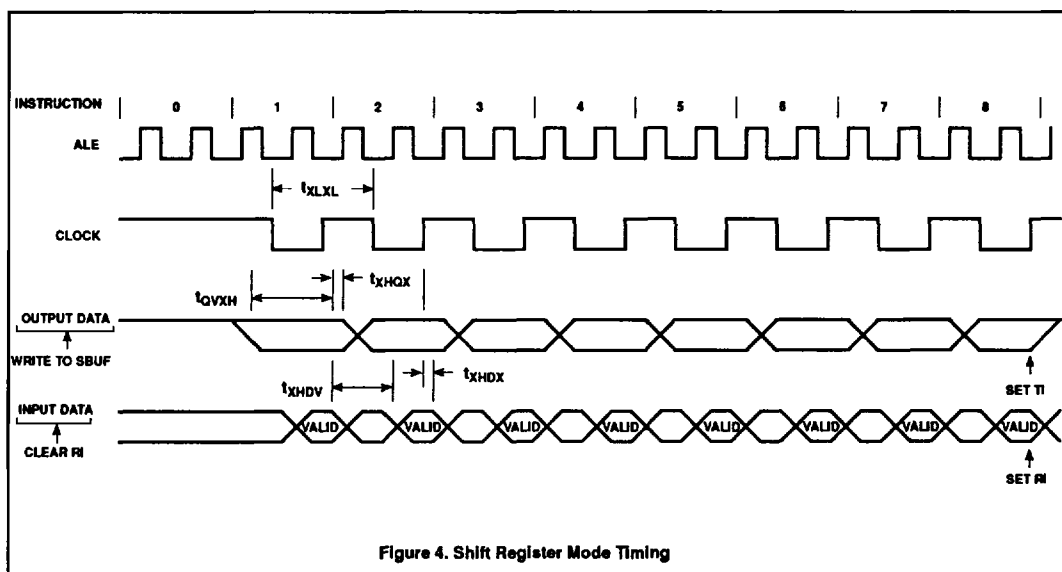 INSTRUCTION 0 1 2 3 4 5 6 7 8
ALE
tXLXL
CLOCK
tXHQX
tQVXH
OUTPUT DATA
WRITE TO SBUF
tXHDV
tXHDX
SET TI
INPUT DATA
VALID VALID VALID VALID VALID VALID VALID VALID
CLEAR RI
SET RI
Figure 4. Shift Register Mode Timing